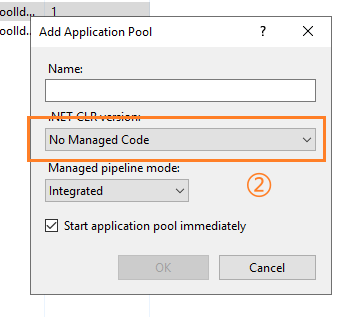 oolId... 1
oolId...
Add Application Pool ?
Name:
.NET CLR version:
No Managed Code
Managed pipeline mode:
Integrated
②
Start application pool immediately
OK Cancel